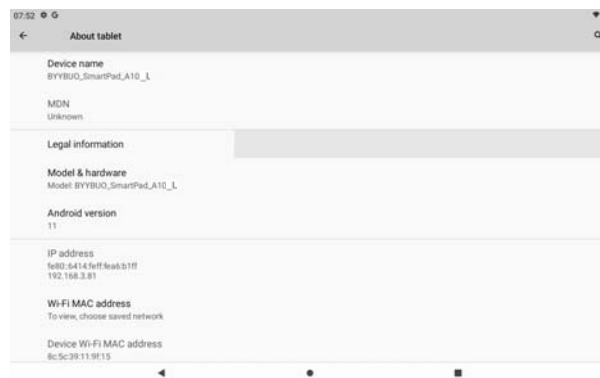 07:52 G
About tablet
Device name
BYYBUO_SmartPad_A10_L
MDN
Unknown
Legal information
Model & hardware
Model: BYYBUO_SmartPad_A10_L
Android version
11
IP address
fe80::6414:feff:fea6:b1ff
192.168.3.81
Wi-Fi MAC address
To view, choose saved network
Device Wi-Fi MAC address
8c:5c:39:11:9f:15